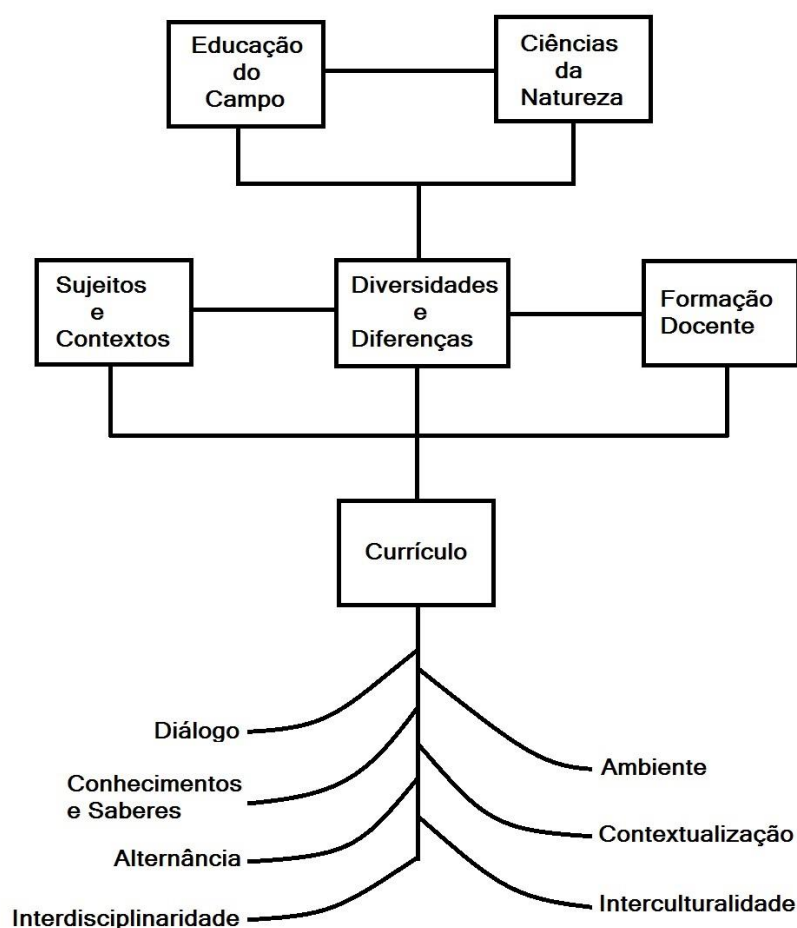 Educação
do
Campo
Ciências
da
Natureza
Sujeitos
e
Contextos
Diversidades
e
Diferenças
Formação
Docente
Currículo
Diálogo
Ambiente
Conhecimentos
e Saberes
Contextualização
Alternância
Interculturalidade
Interdisciplinaridade